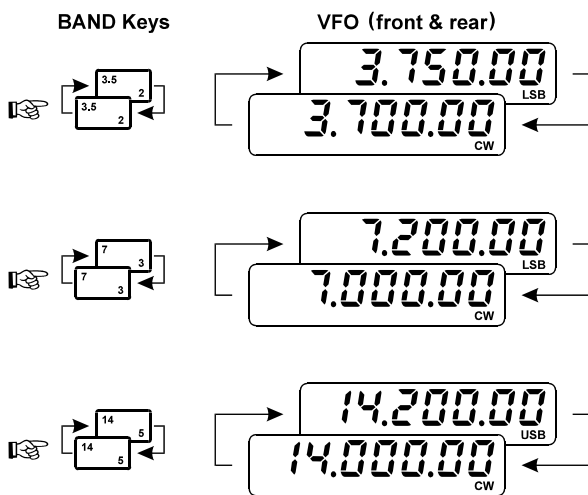 BAND Keys VFO (front & rear)
3.5 2 3.750.00 LSB
3.5 2 3.700.00 CW
7 3 7.200.00 LSB
7 3 7.000.00 CW
14 5 14.200.00 USB
14 5 14.000.00 CW